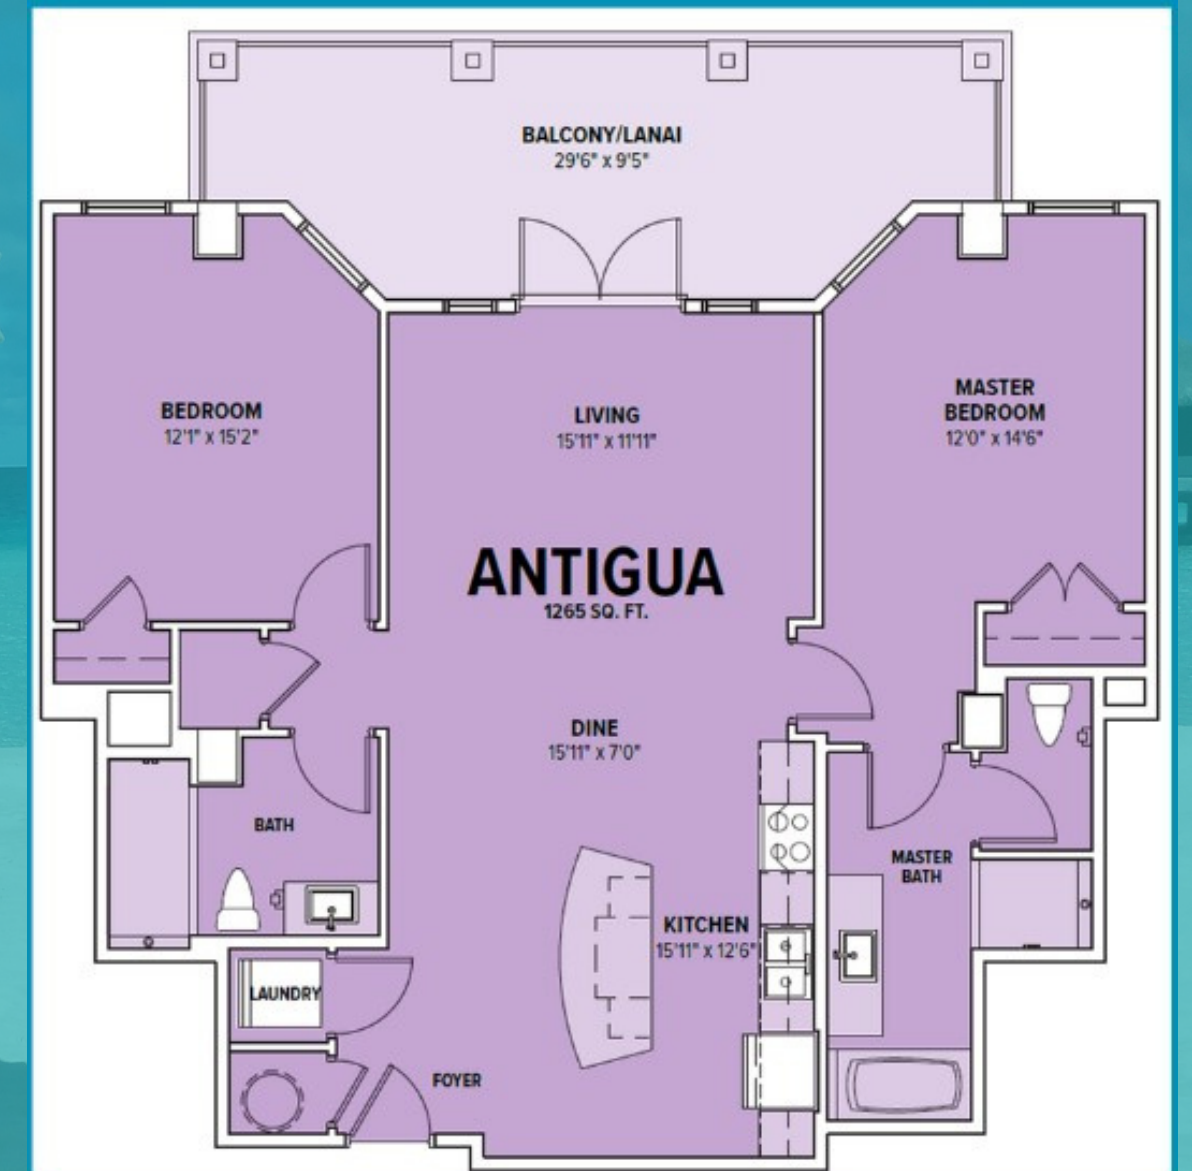 BALCONY/LANAI
29'6" x 9'5"
BEDROOM
12'1" x 15'2"
LIVING
15'11" x 11'11"
MASTER
BEDROOM
12'0" x 14'6"
ANTIGUA
1265 SQ. FT.
DINE
15'11" x 7'0"
BATH
MASTER
BATH
KITCHEN
15'11" x 12'6"
LAUNDRY
FOYER